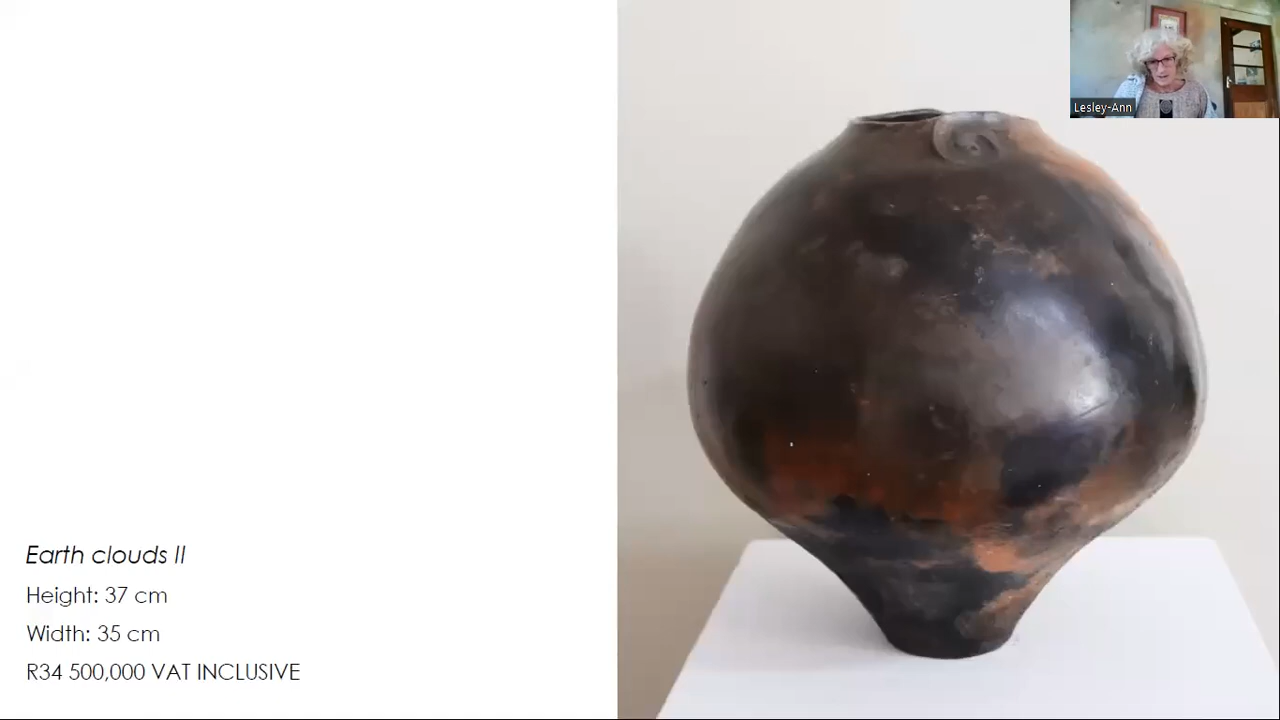 Lesley-Ann
Earth clouds II
Height: 37 cm
Width: 35 cm
R34 500,000 VAT INCLUSIVE